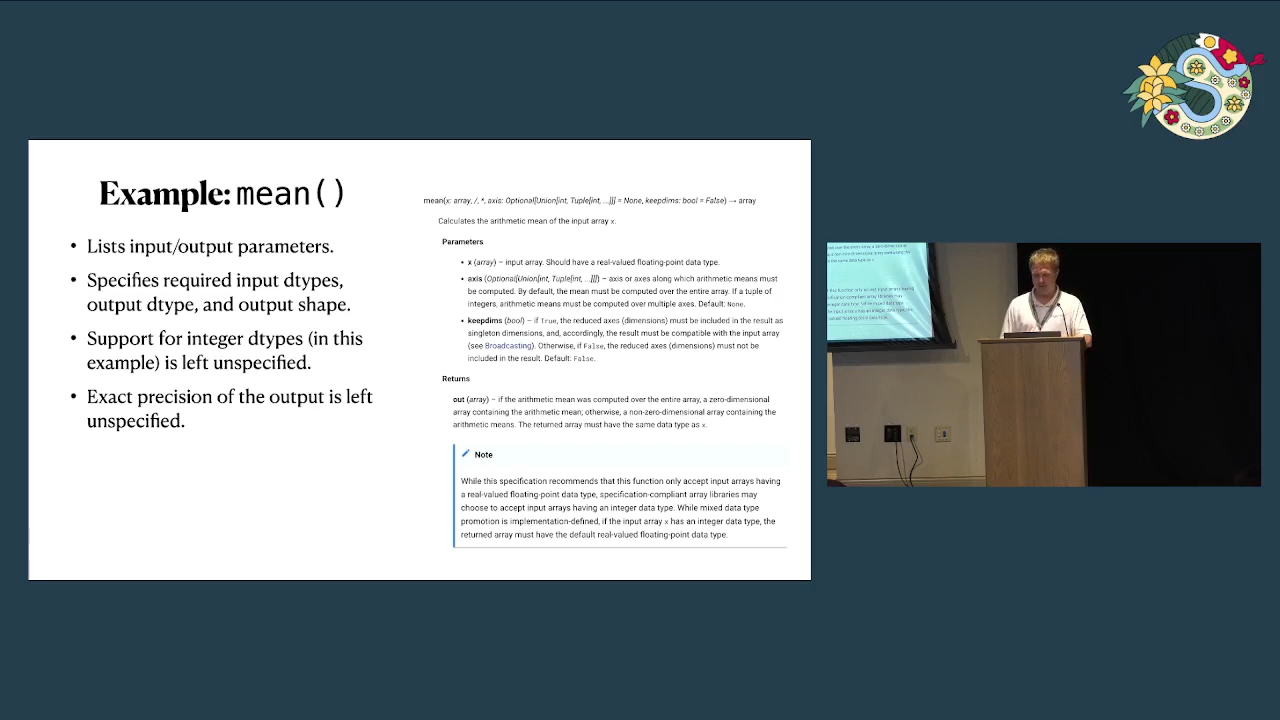 Example: mean()
• Lists input/output parameters.
• Specifies required input dtypes,
output dtype, and output shape.
• Support for integer dtypes (in this
example) is left unspecified.
• Exact precision of the output is left
unspecified.
mean(x: array, /, *, axis: Optional[Union[int, Tuple[int, ...]]] = None, keepdims: bool = False) → array
Calculates the arithmetic mean of the input array x.
Parameters
• x (array) – input array. Should have a real-valued floating-point data type.
• axis (Optional[Union[int, Tuple[int, ...]]]) – axis or axes along which arithmetic means must
be computed. By default, the mean must be computed over the entire array. If a tuple of
integers, arithmetic means must be computed over multiple axes. Default: None.
• keepdims (bool) – if True, the reduced axes (dimensions) must be included in the result as
singleton dimensions, and, accordingly, the result must be compatible with the input array
(see Broadcasting). Otherwise, if False, the reduced axes (dimensions) must not be
included in the result. Default: False.
Returns
out (array) – if the arithmetic mean was computed over the entire array, a zero-dimensional
array containing the arithmetic mean; otherwise, a non-zero-dimensional array containing the
arithmetic means. The returned array must have the same data type as x.
Note
While this specification recommends that this function only accept input arrays having
a real-valued floating-point data type, specification-compliant array libraries may
choose to accept input arrays having an integer data type. While mixed data type
promotion is implementation-defined, if the input array x has an integer data type, the
returned array must have the default real-valued floating-point data type.